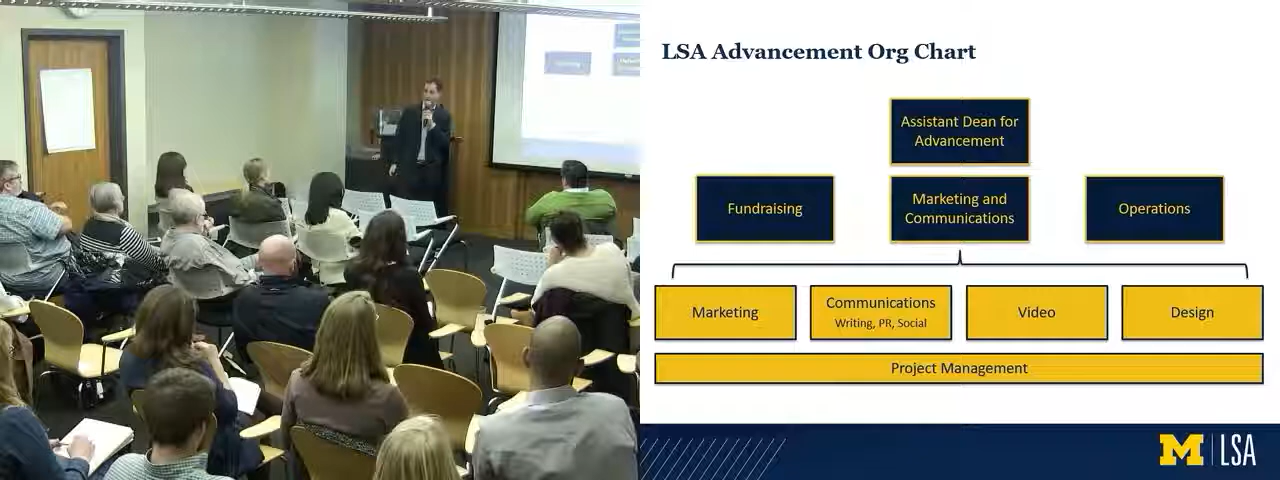 LSA Advancement Org Chart
Assistant Dean for
Advancement
Fundraising
Marketing and
Communications
Operations
Marketing
Communications
Writing, PR, Social
Video
Design
Project Management
M | LSA